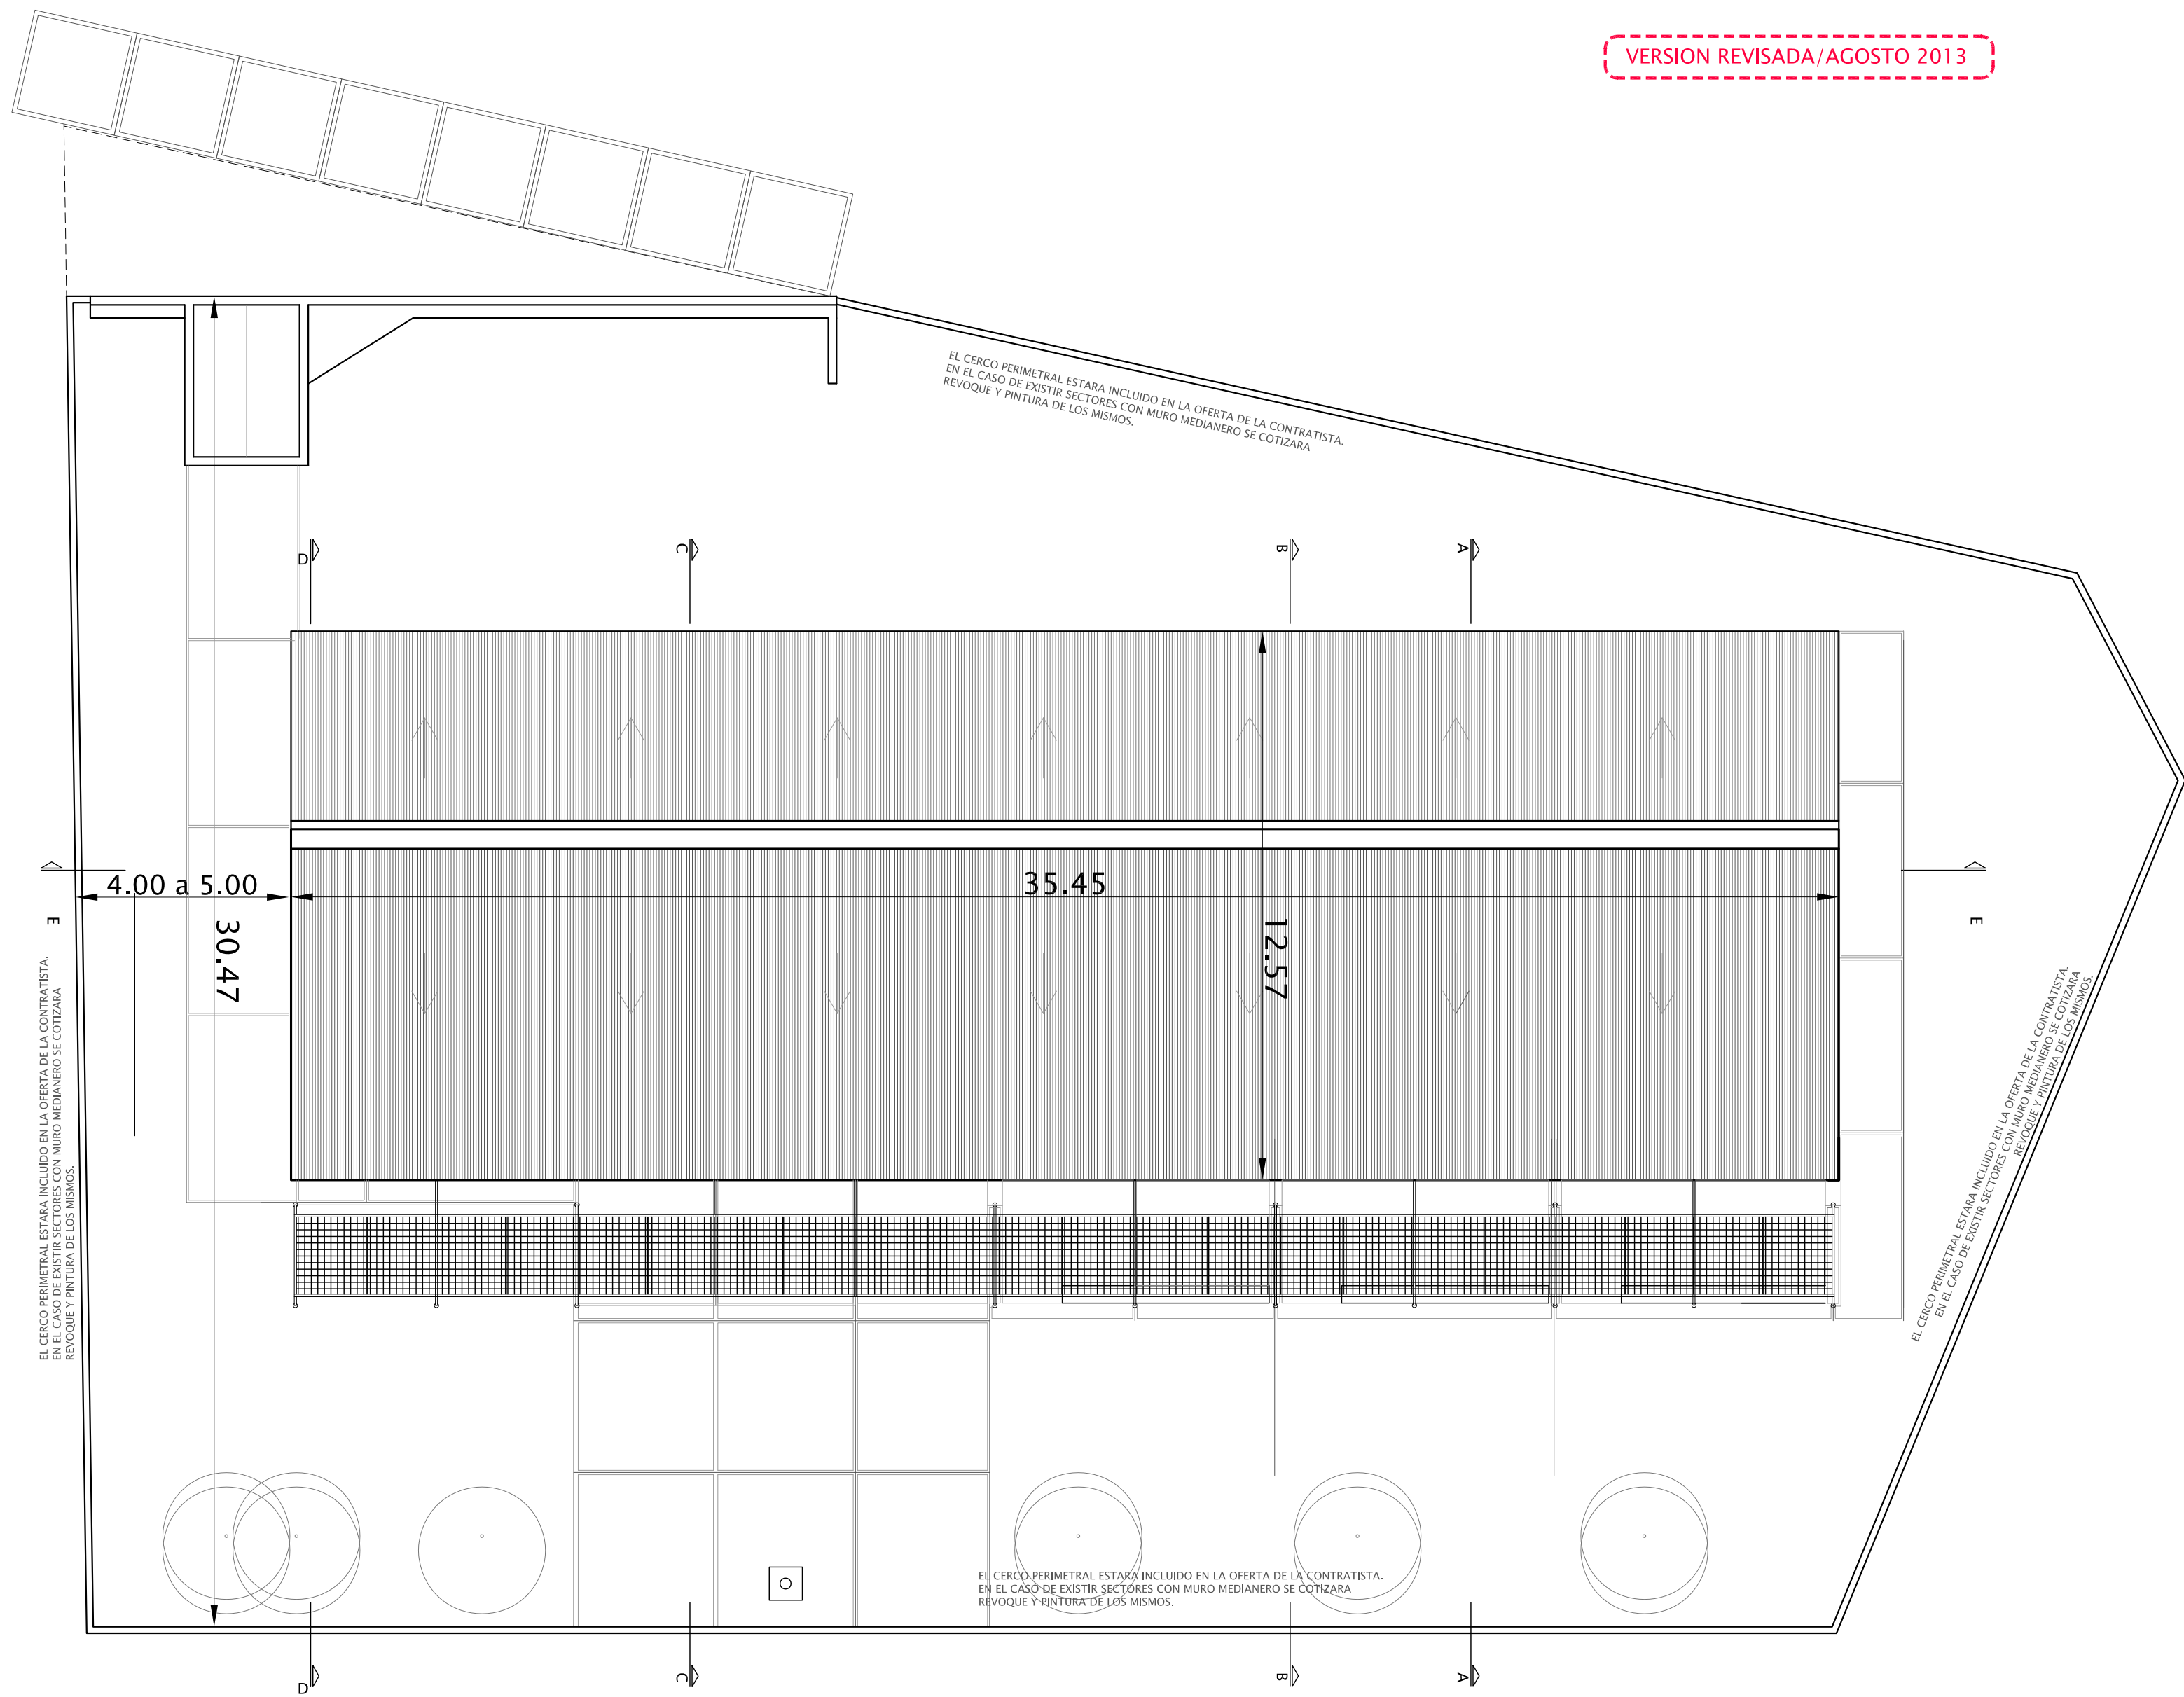 VERSION REVISADA/AGOSTO 2013
EL CERCO PERIMETRAL ESTARA INCLUIDO EN LA OFERTA DE LA CONTRATISTA.
EN EL CASO DE EXISTIR SECTORES CON MURO MEDIANERO SE COTIZARA
REVOQUE Y PINTURA DE LOS MISMOS.
D
C
B
A
4.00 a 5.00
35.45
30.47
12.57
E
E
EL CERCO PERIMETRAL ESTARA INCLUIDO EN LA OFERTA DE LA CONTRATISTA.
EN EL CASO DE EXISTIR SECTORES CON MURO MEDIANERO SE COTIZARA
REVOQUE Y PINTURA DE LOS MISMOS.
EL CERCO PERIMETRAL ESTARA INCLUIDO EN LA OFERTA DE LA CONTRATISTA.
EN EL CASO DE EXISTIR SECTORES CON MURO MEDIANERO SE COTIZARA
REVOQUE Y PINTURA DE LOS MISMOS.
EL CERCO PERIMETRAL ESTARA INCLUIDO EN LA OFERTA DE LA CONTRATISTA.
EN EL CASO DE EXISTIR SECTORES CON MURO MEDIANERO SE COTIZARA
REVOQUE Y PINTURA DE LOS MISMOS.
D
C
B
A